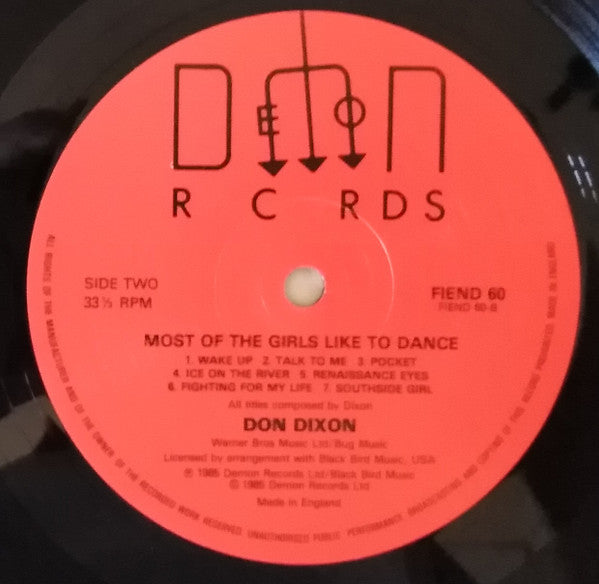 DEMON
RECORDS
SIDE TWO
33⅓ RPM
FIEND 60
FIEND 60-B
MOST OF THE GIRLS LIKE TO DANCE
1. WAKE UP 2. TALK TO ME 3. POCKET
4. ICE ON THE RIVER 5. RENAISSANCE EYES
6. FIGHTING FOR MY LIFE 7. SOUTHSIDE GIRL
All titles composed by Dixon
DON DIXON
Warner Bros Music Ltd/Bug Music
Licensed by arrangement with Black Bird Music, USA
℗ 1985 Demon Records Ltd/Black Bird Music
© 1985 Demon Records Ltd
Made in England
ALL RIGHTS OF THE MANUFACTURER AND OF THE OWNER OF THE RECORDED WORK RESERVED. UNAUTHORISED PUBLIC PERFORMANCE, BROADCASTING AND COPYING OF THIS RECORD PROHIBITED. MADE IN ENGLAND